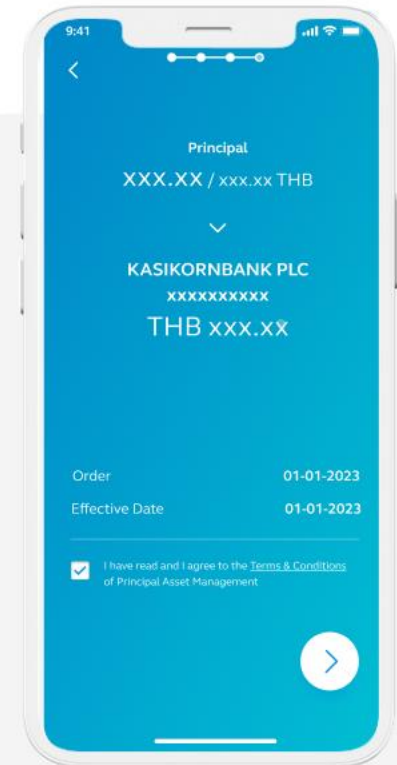 9:41
Principal
XXX.XX / xxx.xx THB
KASIKORNBANK PLC
xxxxxxxxxx
THB xxx.xx
Order 01-01-2023
Effective Date 01-01-2023
I have read and I agree to the Terms & Conditions
of Principal Asset Management